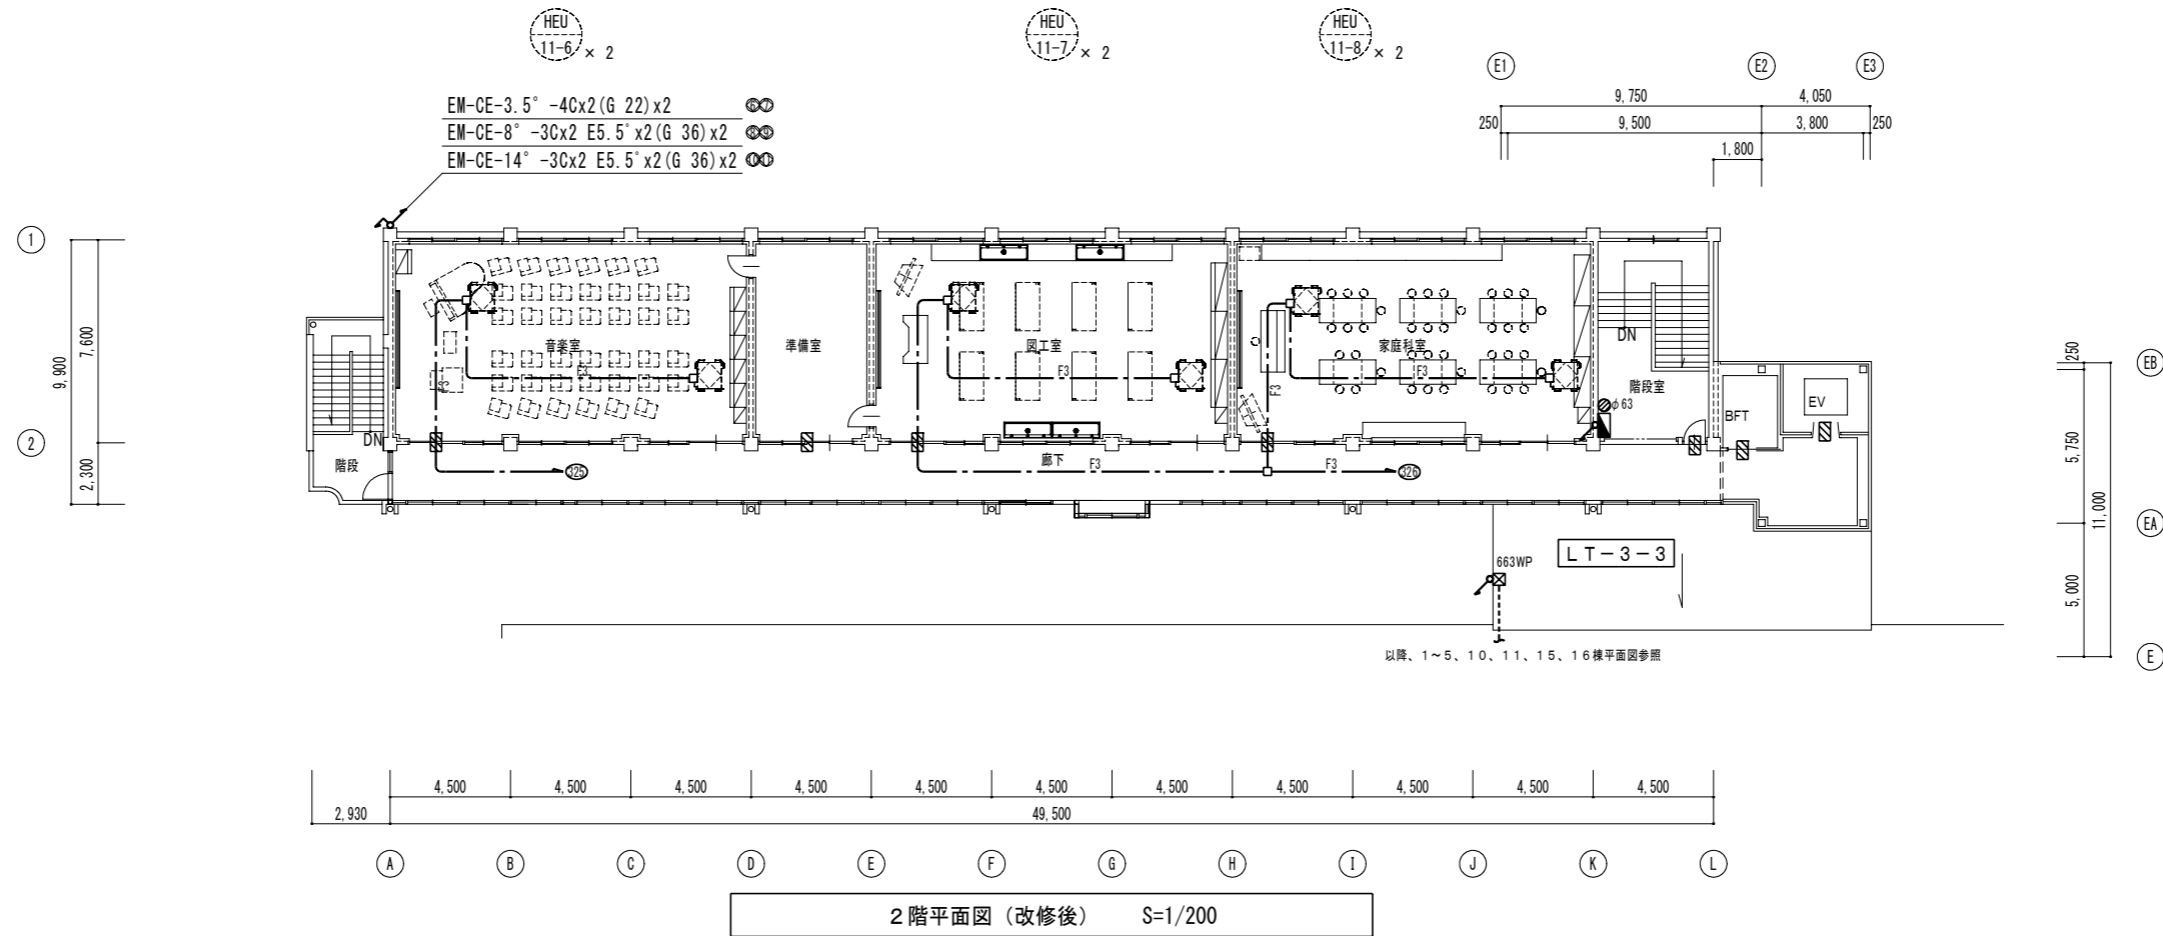 HEU
11-6 × 2
HEU
11-7 × 2
HEU
11-8 × 2
E1
E2
E3
9,750
4,050
250
9,500
3,800
250
1,800
EM-CE-3.5° -4Cx2(G 22)x2 ⑥⑦
EM-CE-8° -3Cx2 E5.5°x2(G 36)x2 ⑧⑨
EM-CE-14° -3Cx2 E5.5°x2(G 36)x2
1
2
9,900
7,600
2,300
音楽室
準備室
図工室
家庭科室
階段室
DN
DN
階段
廊下
F3
F3
F3
F3
F3
F3
F3
325
326
φ63
BFT
EV
250
5,750
5,000
11,000
EB
EA
E
663WP
LT-3-3
以降、1~5、10、11、15、16棟平面図参照
4,500
4,500
4,500
4,500
4,500
4,500
4,500
4,500
4,500
4,500
4,500
2,930
49,500
A
B
C
D
E
F
G
H
I
J
K
L
2階平面図（改修後） S=1/200